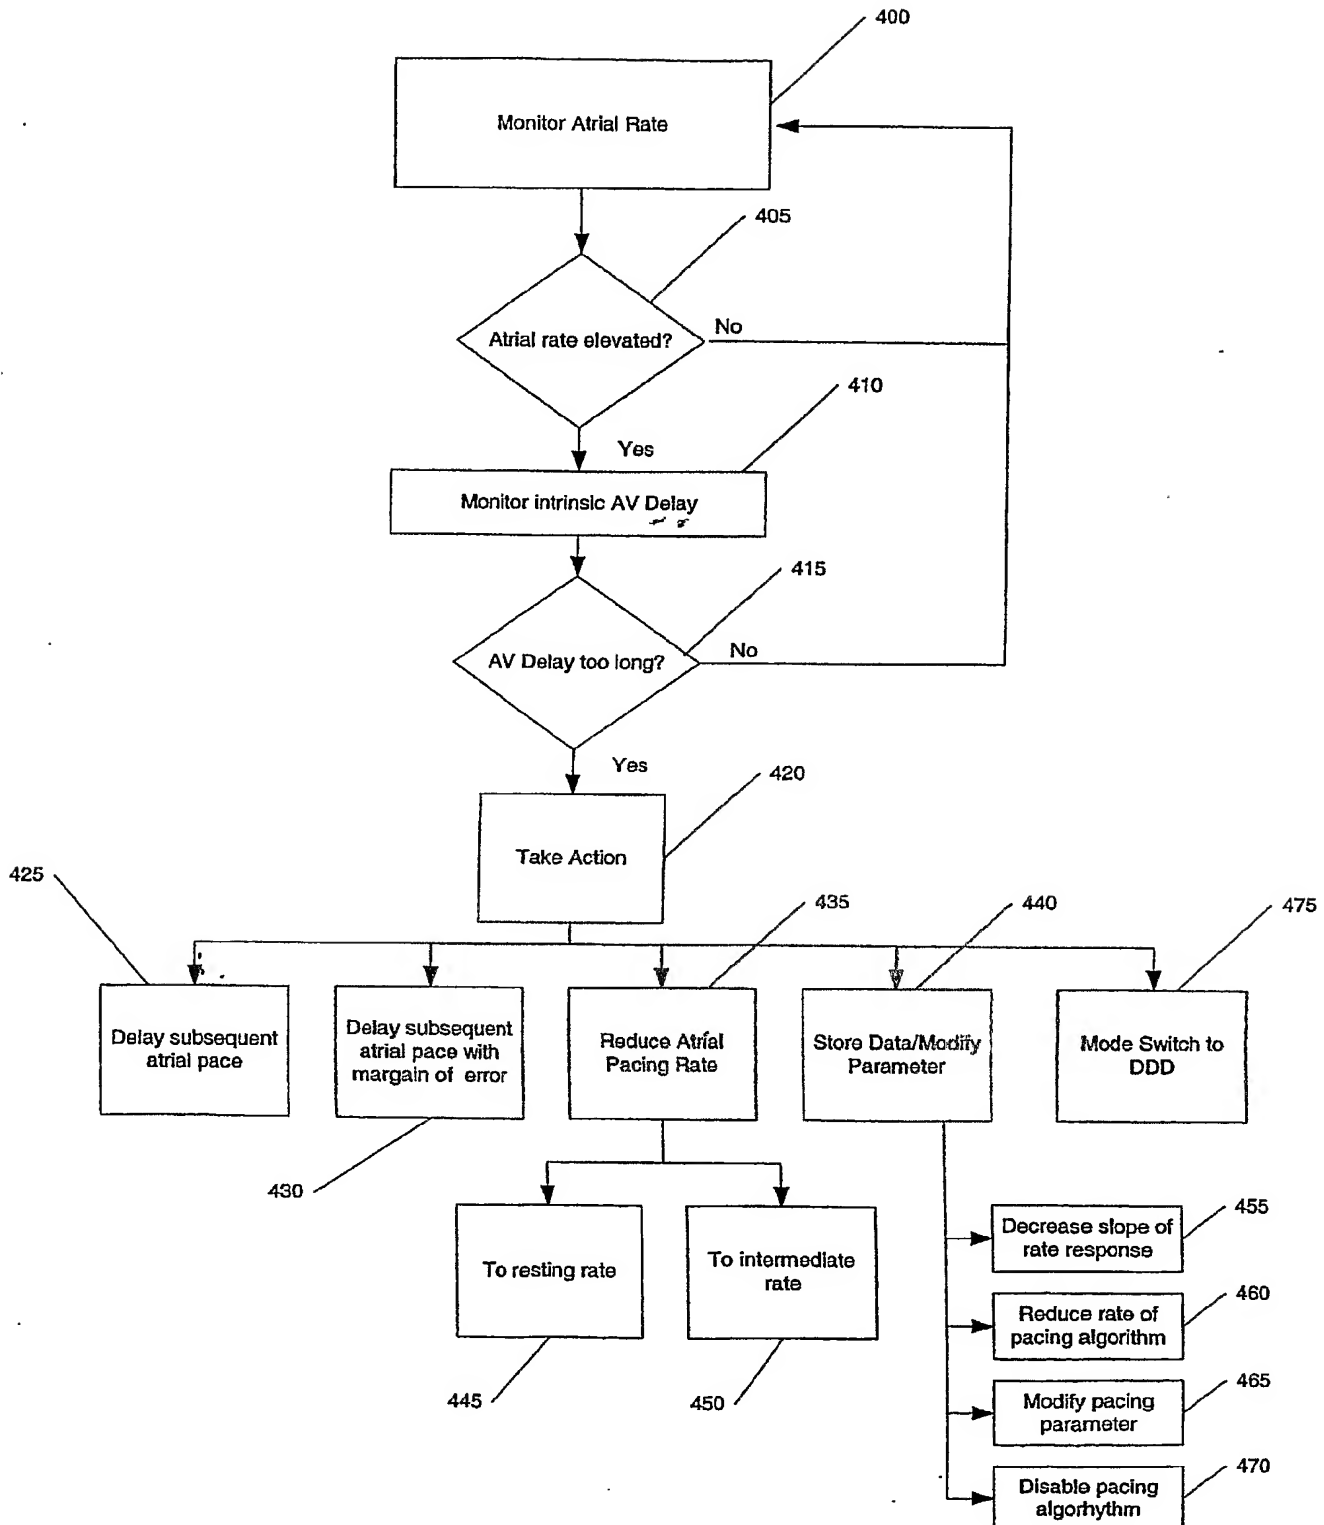 400
Monitor Atrial Rate
405
Atrial rate elevated?
No
410
Yes
Monitor intrinsic AV Delay
415
AV Delay too long?
No
Yes
420
Take Action
425
435
440
475
Delay subsequent
atrial pace
Delay subsequent
atrial pace with
margain of error
Reduce Atrial
Pacing Rate
Store Data/Modify
Parameter
Mode Switch to
DDD
430
To resting rate
To intermediate
rate
445
450
455
Decrease slope of
rate response
460
Reduce rate of
pacing algorithm
465
Modify pacing
parameter
470
Disable pacing
algorhythm